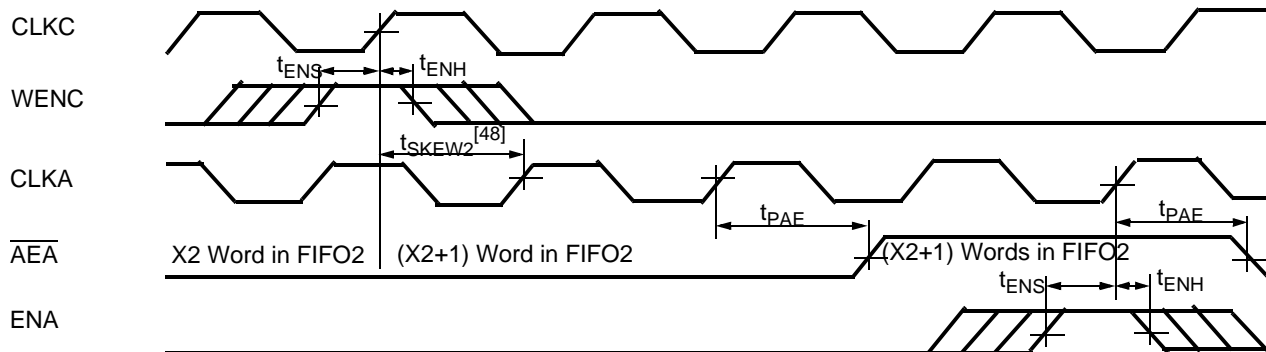 CLKC
tENS
tENH
WENC
tSKEW2[48]
CLKA
tPAE
tPAE
AEA
X2 Word in FIFO2
(X2+1) Word in FIFO2
(X2+1) Words in FIFO2
tENS
tENH
ENA